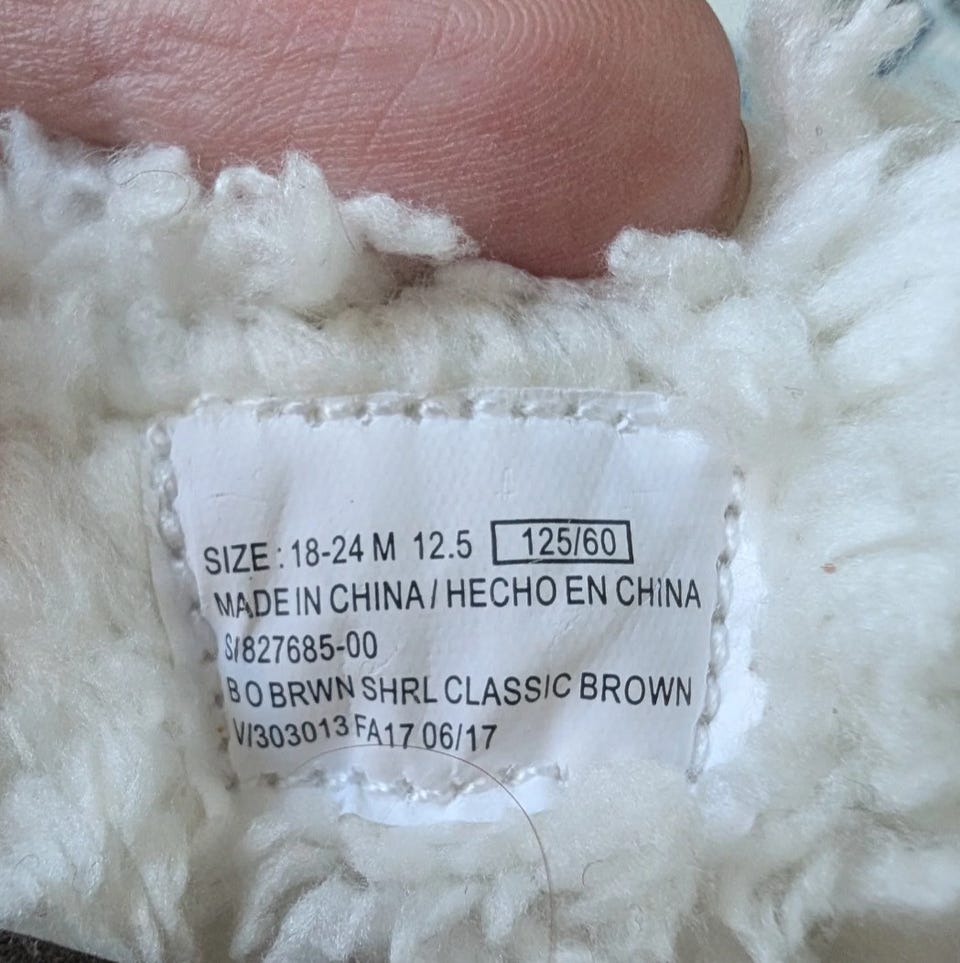 SIZE : 18-24 M 12.5 125/60
MADE IN CHINA / HECHO EN CHINA
S/827685-00
B O BRWN SHRL CLASSIC BROWN
V/303013 FA17 06/17